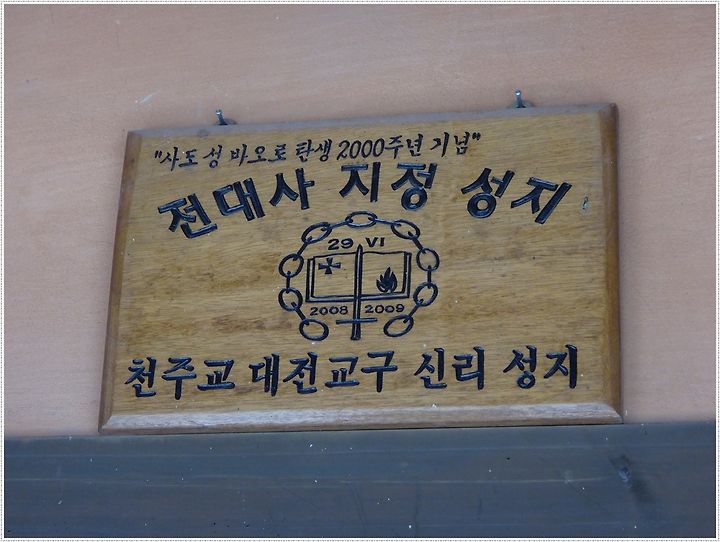 "사도 성 바오로 탄생 2000주년 기념"
전대사 지정 성지
29 VI
2008 2009
천주교 대전교구 신리 성지